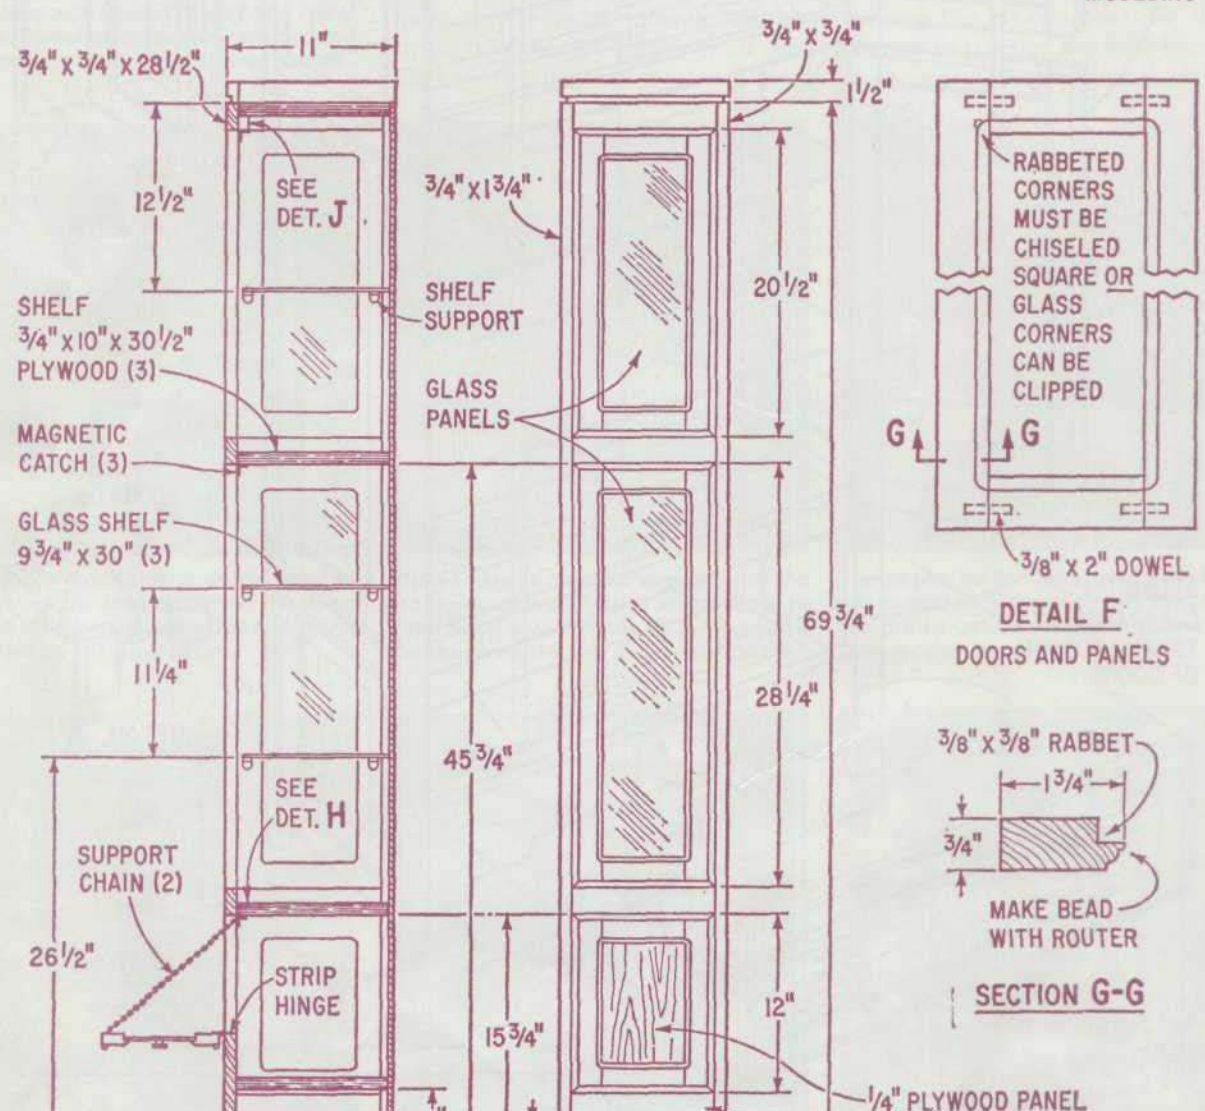 11"
3/4" x 3/4" x 28 1/2"
3/4" x 3/4"
1 1/2"
12 1/2"
SEE
DET. J
3/4" x 1 3/4"
20 1/2"
RABBETED
CORNERS
MUST BE
CHISELED
SQUARE OR
GLASS
CORNERS
CAN BE
CLIPPED
SHELF
3/4" x 10" x 30 1/2"
PLYWOOD (3)
SHELF
SUPPORT
GLASS
PANELS
MAGNETIC
CATCH (3)
G G
GLASS SHELF
9 3/4" x 30" (3)
3/8" x 2" DOWEL
DETAIL F
DOORS AND PANELS
69 3/4"
11 1/4"
28 1/4"
45 3/4"
3/8" x 3/8" RABBET
1 3/4"
3/4"
SEE
DET. H
SUPPORT
CHAIN (2)
MAKE BEAD
WITH ROUTER
26 1/2"
STRIP
HINGE
SECTION G-G
12"
15 3/4"
1/4" PLYWOOD PANEL